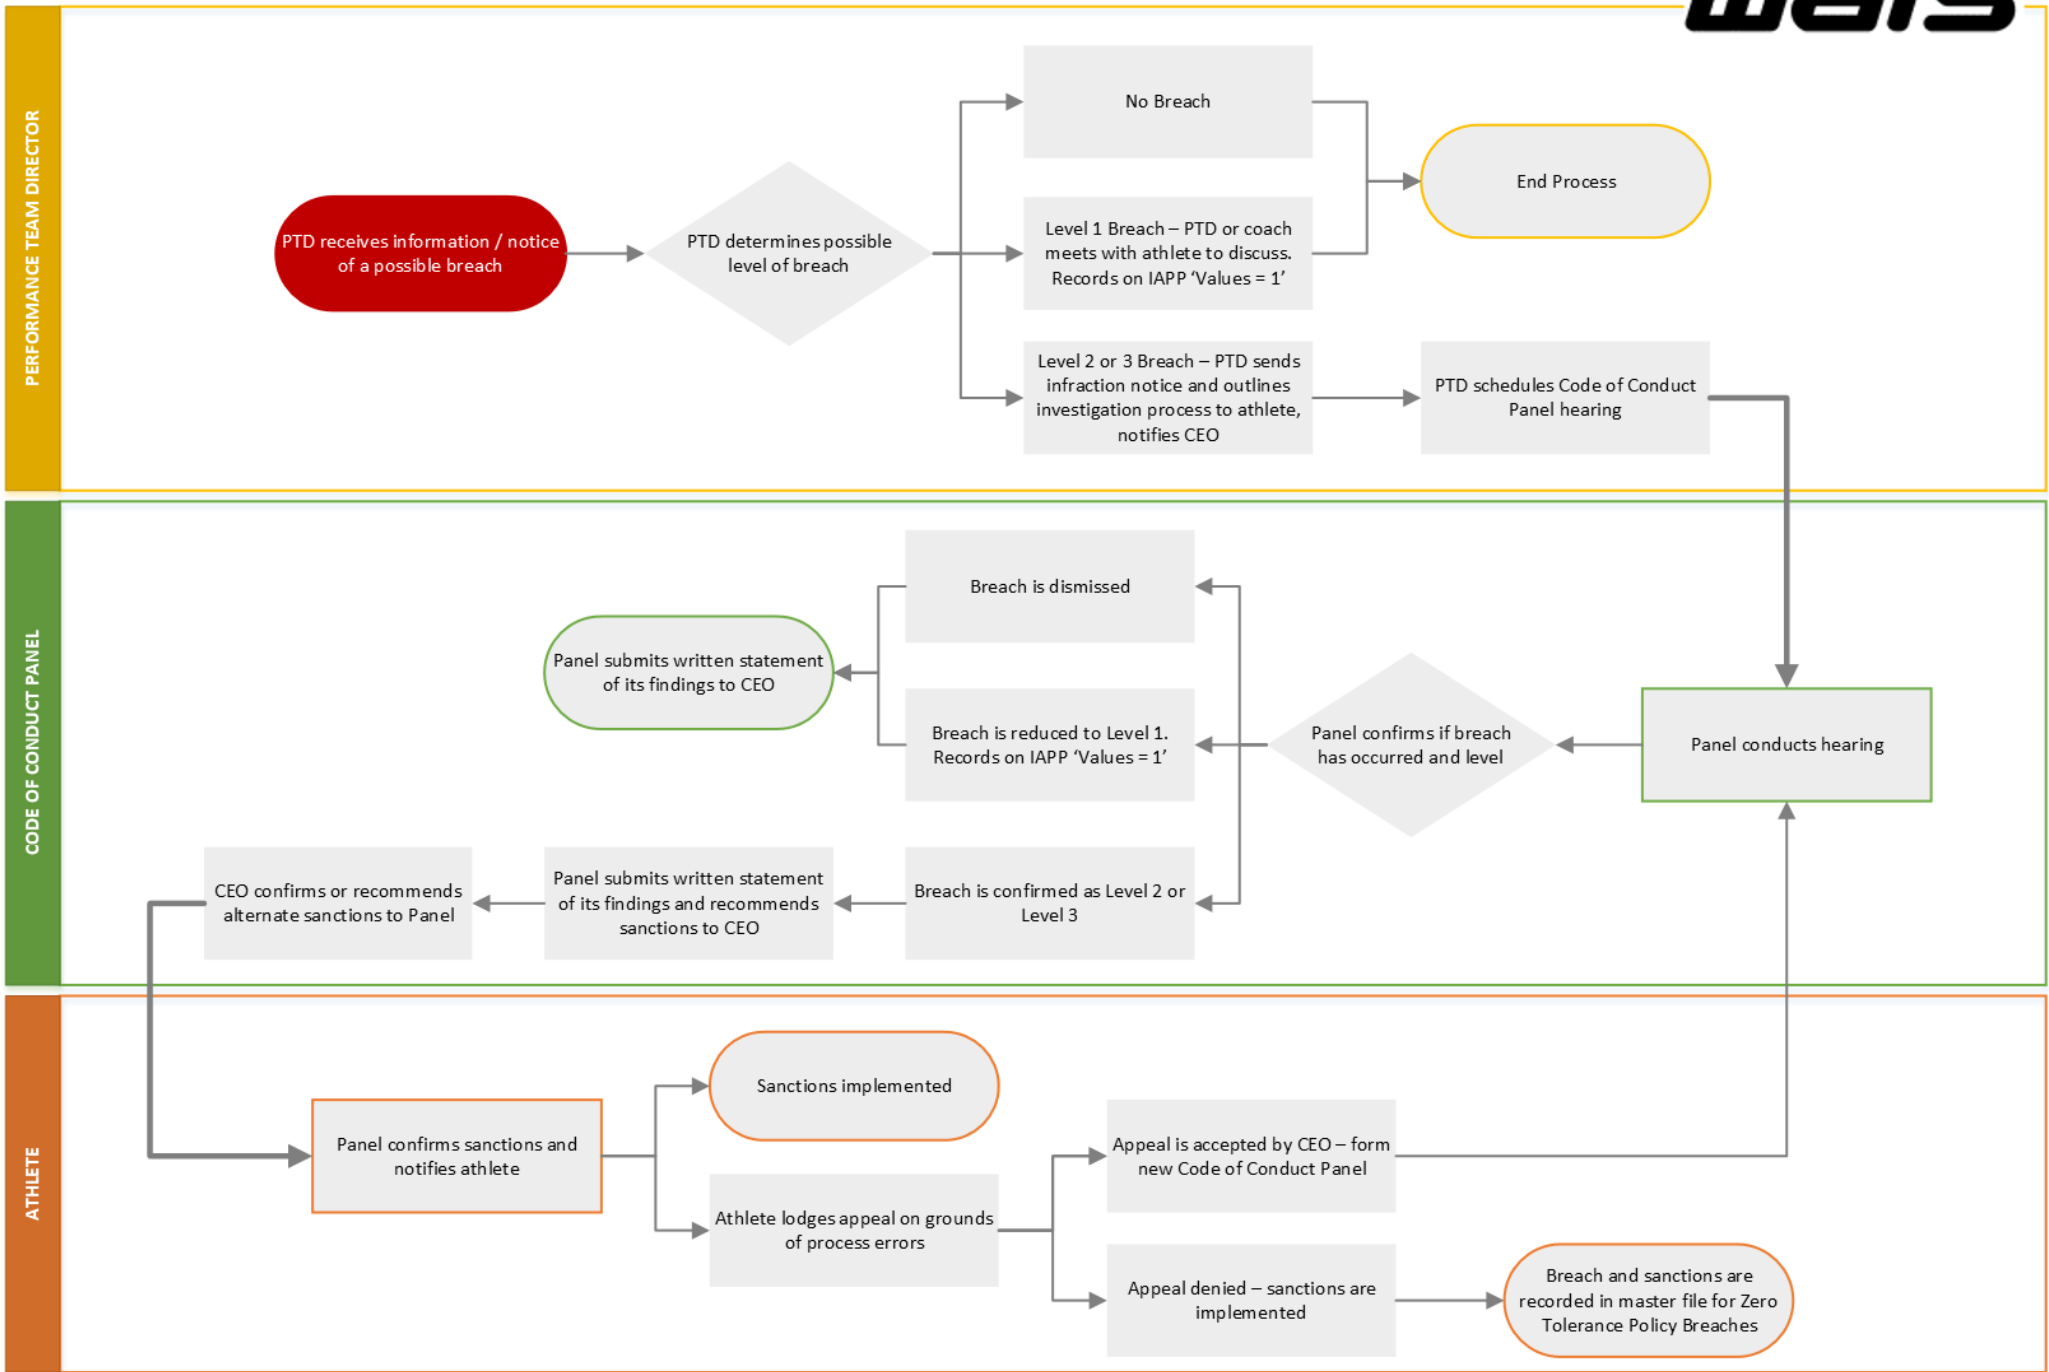 wais
PERFORMANCE TEAM DIRECTOR
No Breach
End Process
PTD receives information / notice
of a possible breach
PTD determines possible
level of breach
Level 1 Breach – PTD or coach
meets with athlete to discuss.
Records on IAPP ‘Values = 1’
Level 2 or 3 Breach – PTD sends
infraction notice and outlines
investigation process to athlete,
notifies CEO
PTD schedules Code of Conduct
Panel hearing
CODE OF CONDUCT PANEL
Breach is dismissed
Panel submits written statement
of its findings to CEO
Breach is reduced to Level 1.
Records on IAPP ‘Values = 1’
Panel confirms if breach
has occurred and level
Panel conducts hearing
CEO confirms or recommends
alternate sanctions to Panel
Panel submits written statement
of its findings and recommends
sanctions to CEO
Breach is confirmed as Level 2 or
Level 3
ATHLETE
Sanctions implemented
Panel confirms sanctions and
notifies athlete
Athlete lodges appeal on grounds
of process errors
Appeal is accepted by CEO – form
new Code of Conduct Panel
Appeal denied – sanctions are
implemented
Breach and sanctions are
recorded in master file for Zero
Tolerance Policy Breaches